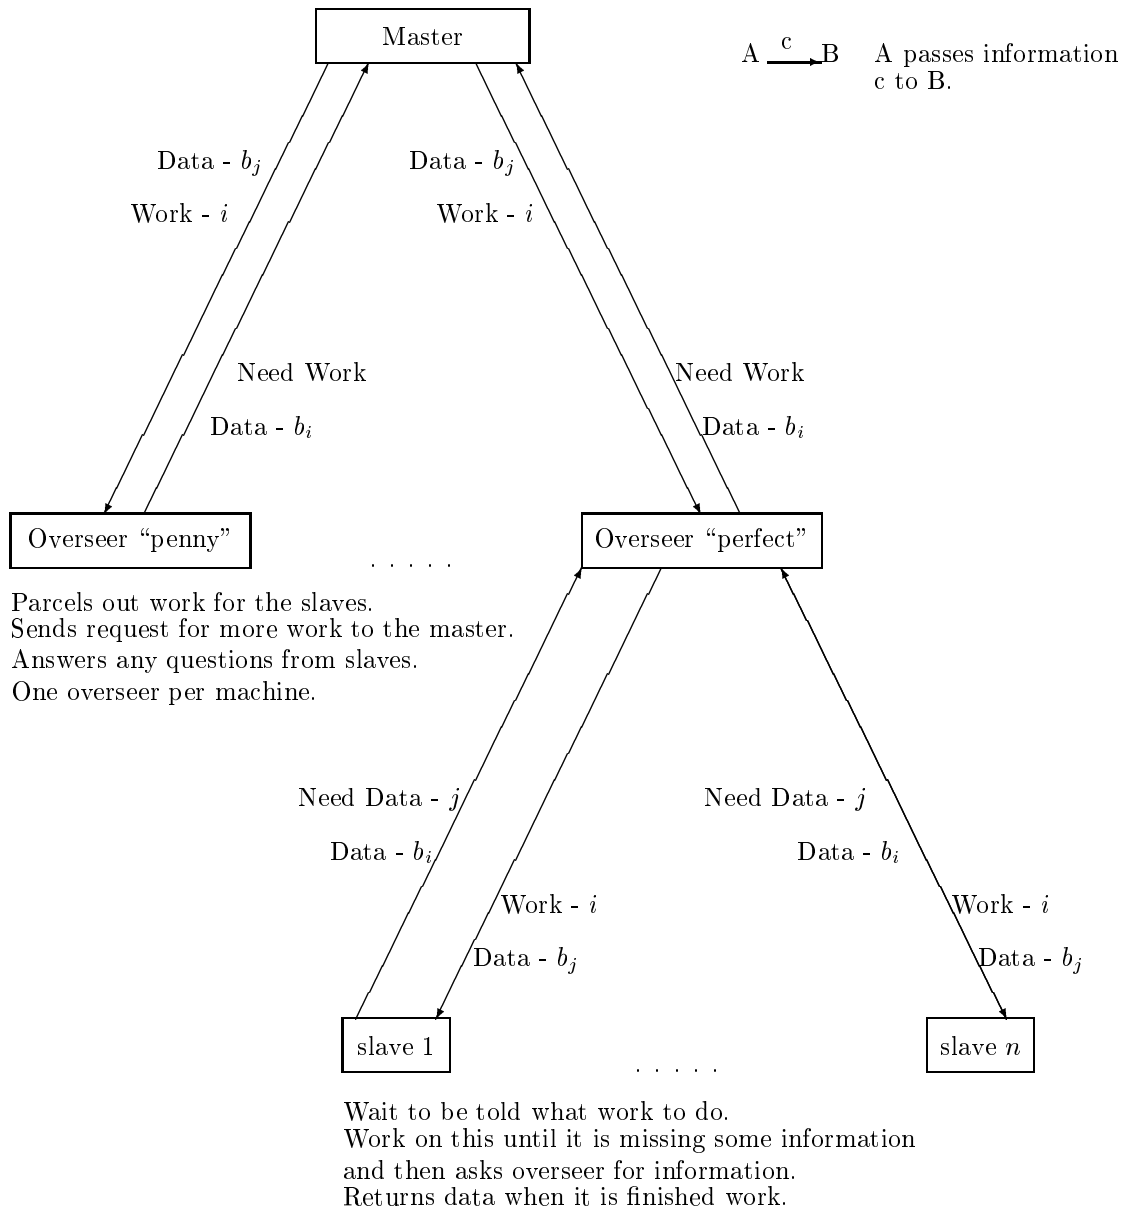 Master
A c B A passes information
c to B.
Data - b_j Data - b_j
Work - i Work - i
Need Work Need Work
Data - b_i Data - b_i
Overseer “penny” Overseer “perfect”
. . . . .
Parcels out work for the slaves.
Sends request for more work to the master.
Answers any questions from slaves.
One overseer per machine.
Need Data - j Need Data - j
Data - b_i Data - b_i
Work - i Work - i
Data - b_j Data - b_j
slave 1 slave n
. . . . .
Wait to be told what work to do.
Work on this until it is missing some information
and then asks overseer for information.
Returns data when it is finished work.